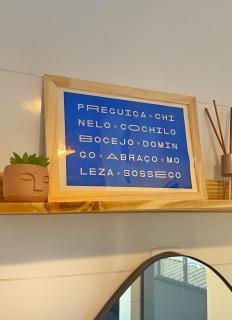 PREGUIÇA + CHI
NELO + COCHILO
BOCEJO + DOMIN
GO + ABRAÇO + MO
LEZA + SOSSEGO